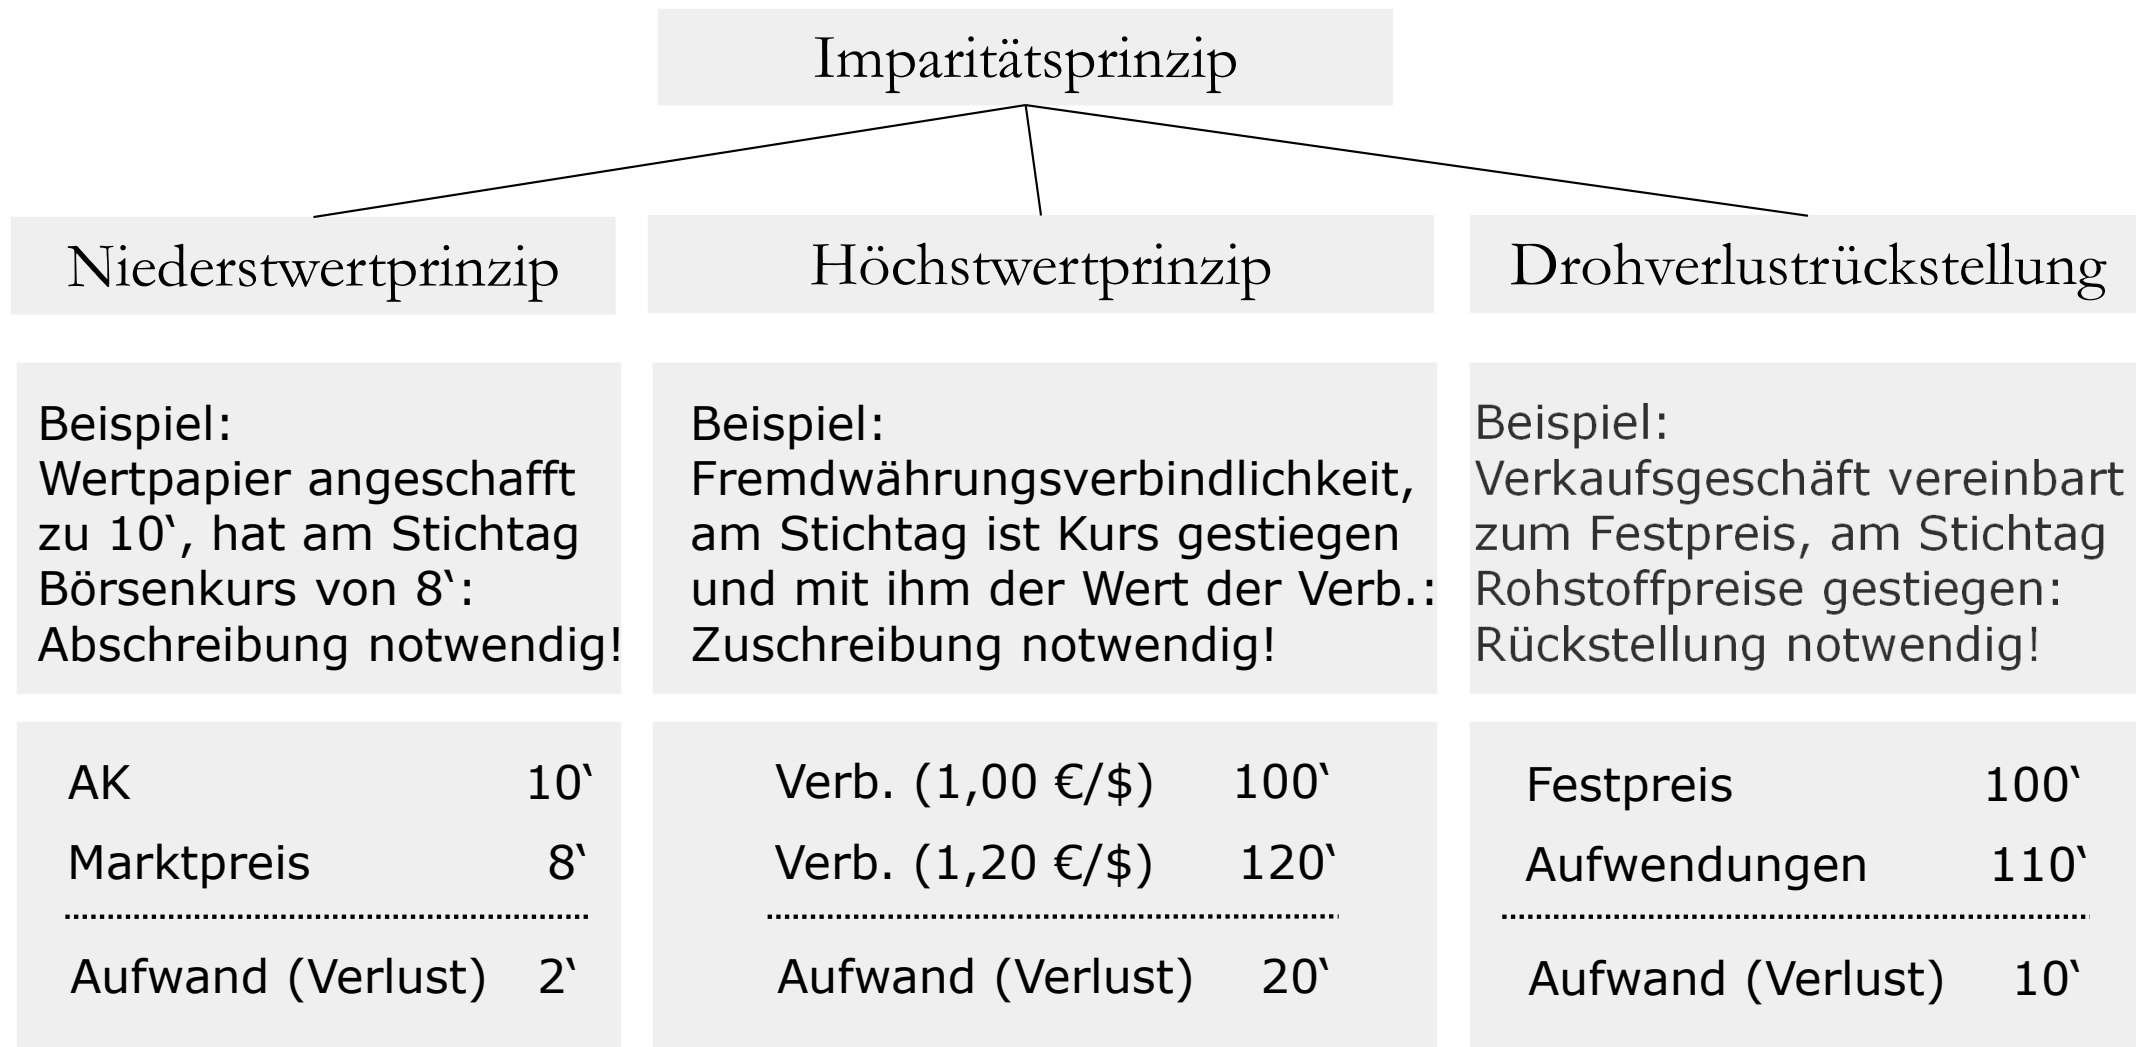 Imparitätsprinzip
Niederstwertprinzip
Höchstwertprinzip
Drohverlustrückstellung
Beispiel:
Wertpapier angeschafft
zu 10‘, hat am Stichtag
Börsenkurs von 8‘:
Abschreibung notwendig!
Beispiel:
Fremdwährungsverbindlichkeit,
am Stichtag ist Kurs gestiegen
und mit ihm der Wert der Verb.:
Zuschreibung notwendig!
Beispiel:
Verkaufsgeschäft vereinbart
zum Festpreis, am Stichtag
Rohstoffpreise gestiegen:
Rückstellung notwendig!
AK 10‘
Marktpreis 8‘
Aufwand (Verlust) 2‘
Verb. (1,00 €/$) 100‘
Verb. (1,20 €/$) 120‘
Aufwand (Verlust) 20‘
Festpreis 100‘
Aufwendungen 110‘
Aufwand (Verlust) 10‘